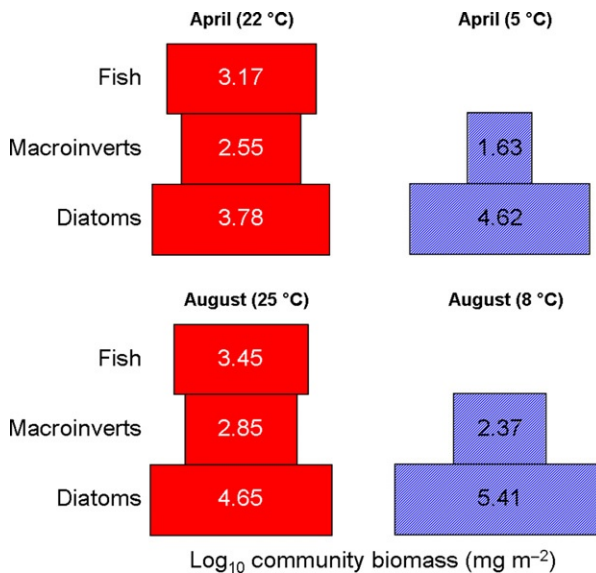 April (22 °C) April (5 °C)
Fish 3.17
Macroinverts 2.55 1.63
Diatoms 3.78 4.62
August (25 °C) August (8 °C)
Fish 3.45
Macroinverts 2.85 2.37
Diatoms 4.65 5.41
Log₁₀ community biomass (mg m⁻²)